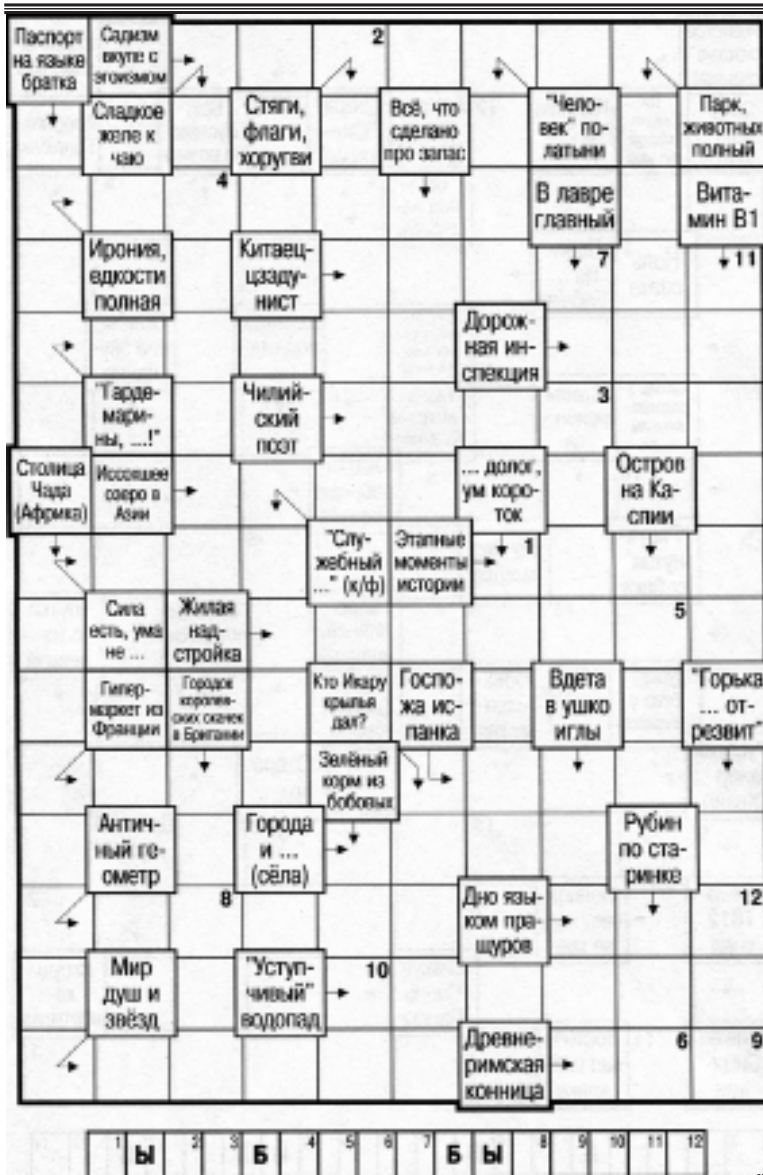 Паспорт
на языке
братка
Садизм
вкупе с
эгоизмом
2
Сладкое
желе к
чаю
Стяги,
флаги,
хоругви
Всё, что
сделано
про запас
"Чело-
век" по-
латыни
Парк,
животных
полный
4
В лавре
главный
Вита-
мин В1
Ирония,
едкости
полная
Китаец-
цзаду-
нист
7
11
Дорож-
ная ин-
спекция
"Гарде-
мари-
ны, ...!"
Чилий-
ский
поэт
3
Столица
Чада
(Африка)
Иссохшее
озеро в
Азии
... долог,
ум коро-
ток
Остров
на Ка-
спии
"Слу-
жебный
..." (к/ф)
Этапные
моменты
истории
1
Сила
есть, ума
не ...
Жилая
над-
стройка
5
Гипер-
маркет из
Франции
Городок
королев-
ских скачек
в Британии
Кто Икару
крылья
дал?
Госпо-
жа ис-
панка
Вдета
в ушко
иглы
"Горька
... от-
резвит"
Зелёный
корм из
бобовых
Антич-
ный ге-
ометр
Города
и ...
(сёла)
Рубин
по ста-
ринке
8
Дно язы-
ком пра-
щуров
12
Мир
душ и
звёзд
"Уступ-
чивый"
водопад
10
Древне-
римская
конница
6
9
1 Ы 2 3 Б 4 5 6 7 Б Ы 8 9 10 11 12